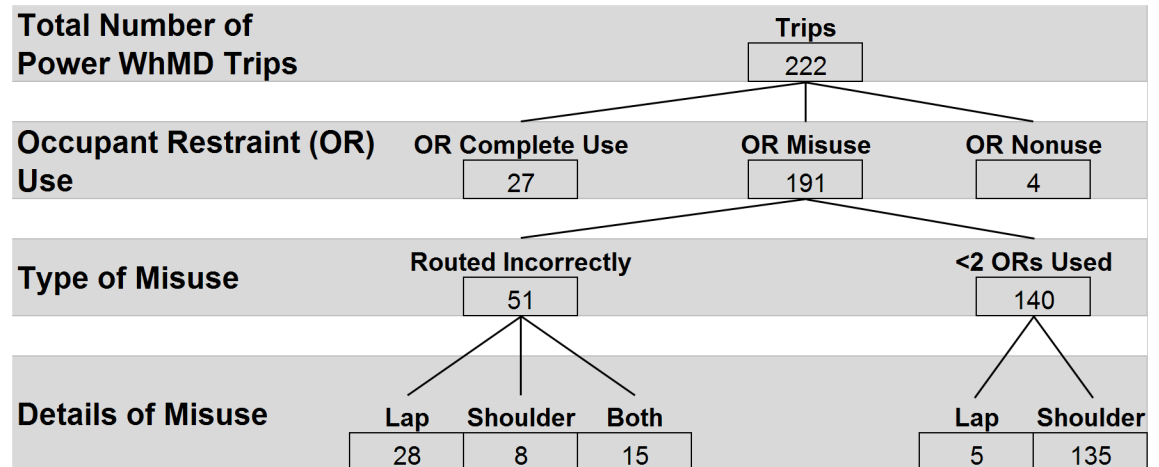 Total Number of
Power WhMD Trips
Trips
222
Occupant Restraint (OR)
Use
OR Complete Use
OR Misuse
OR Nonuse
27
191
4
Type of Misuse
Routed Incorrectly
<2 ORs Used
51
140
Details of Misuse
Lap
Shoulder
Both
Lap
Shoulder
28
8
15
5
135